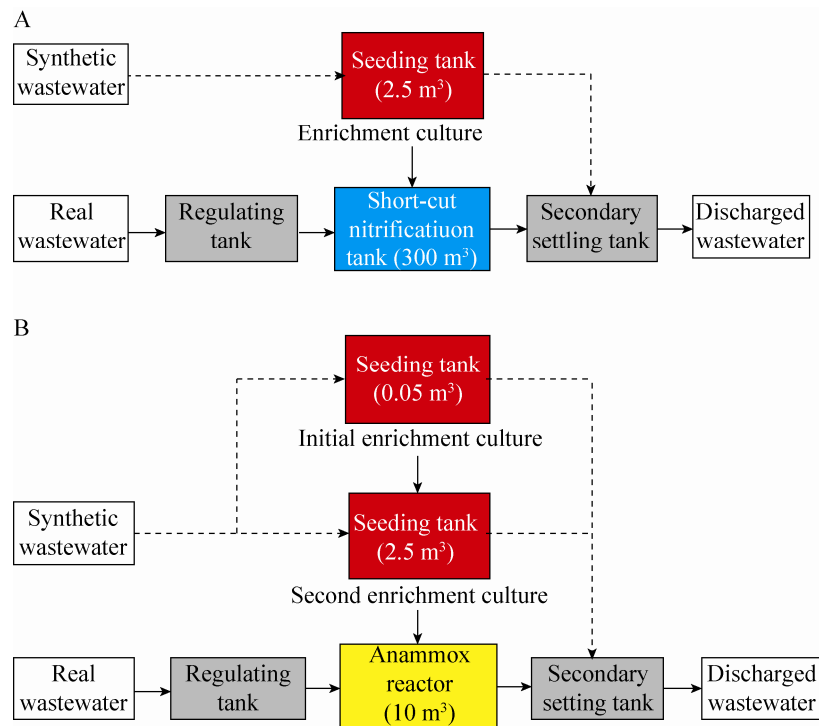 A
Synthetic
wastewater
Seeding tank
(2.5 m³)
Enrichment culture
Real
wastewater
Regulating
tank
Short-cut
nitrificatiuon
tank (300 m³)
Secondary
settling tank
Discharged
wastewater
B
Seeding tank
(0.05 m³)
Initial enrichment culture
Synthetic
wastewater
Seeding tank
(2.5 m³)
Second enrichment culture
Real
wastewater
Regulating
tank
Anammox
reactor
(10 m³)
Secondary
setting tank
Discharged
wastewater